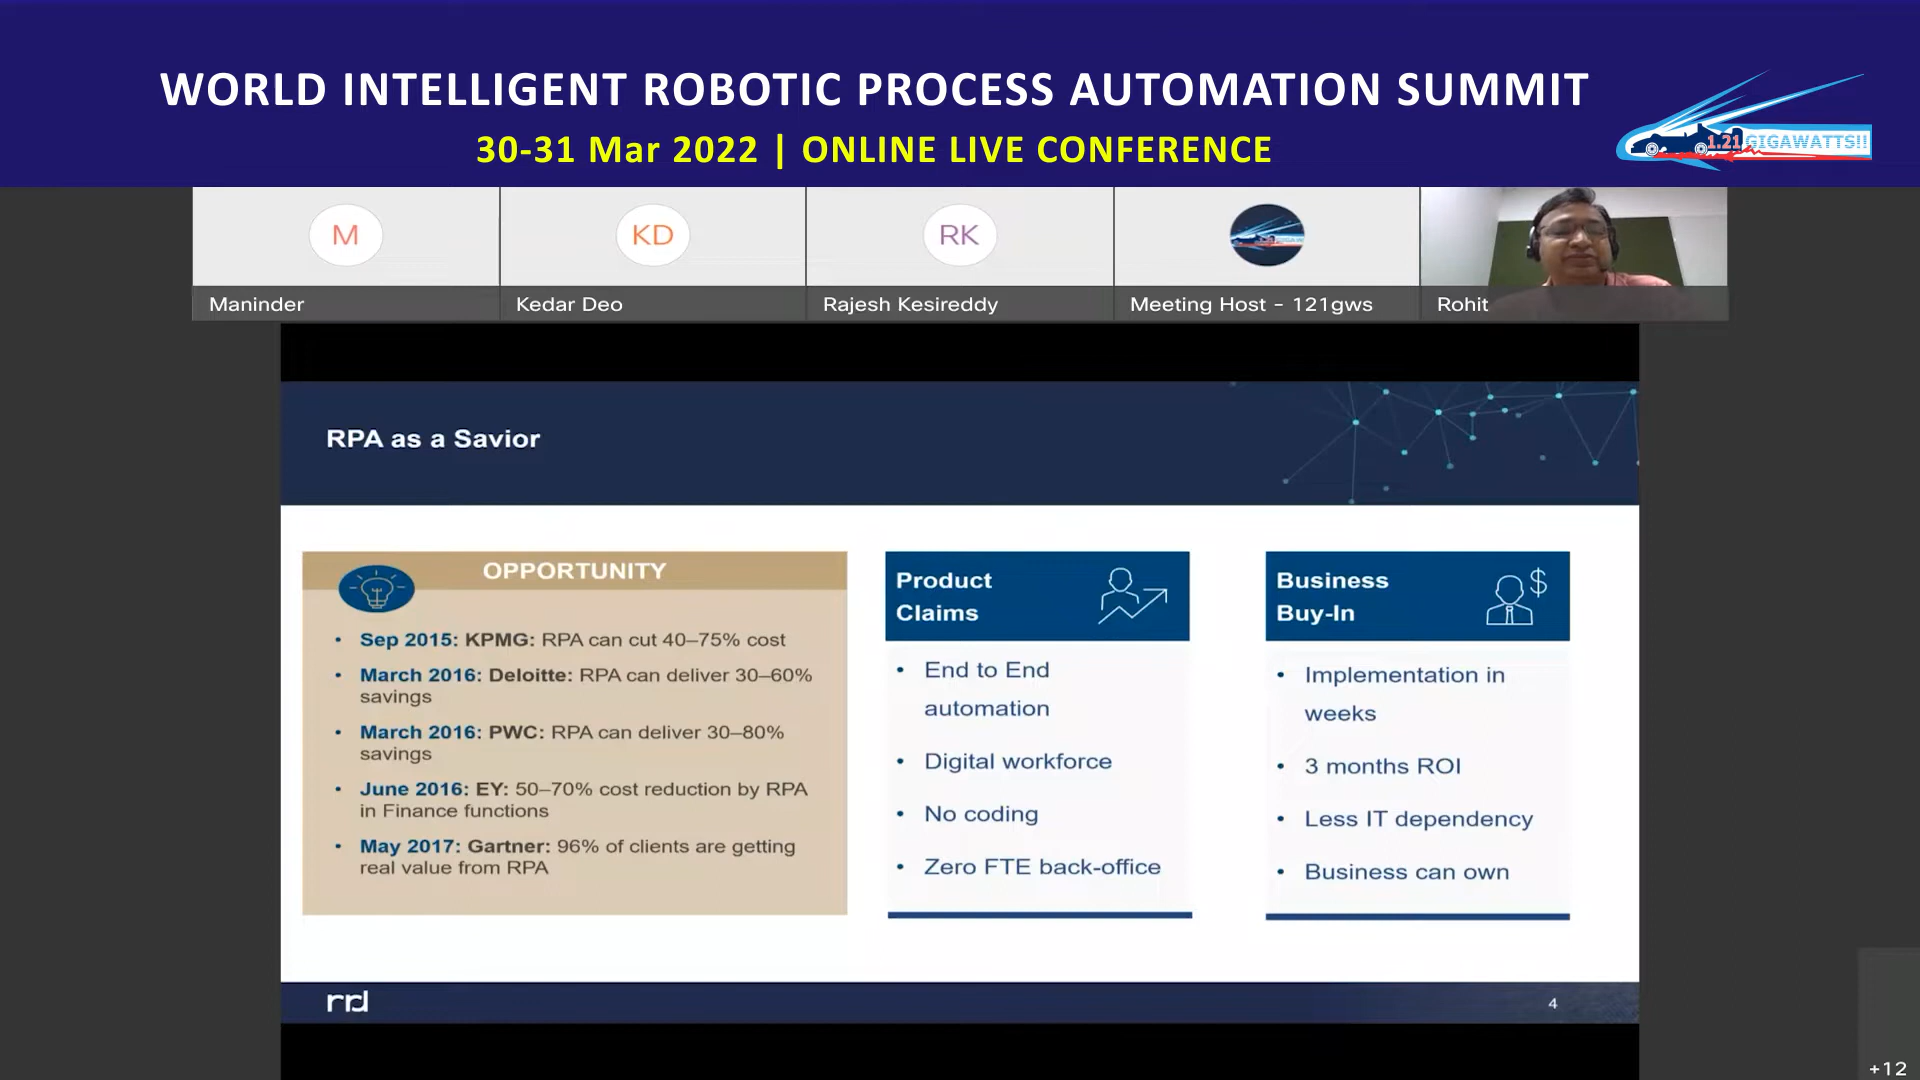 WORLD INTELLIGENT ROBOTIC PROCESS AUTOMATION SUMMIT
30-31 Mar 2022 | ONLINE LIVE CONFERENCE
1.21 GIGAWATTS!!
M
KD
RK
Maninder
Kedar Deo
Rajesh Kesireddy
Meeting Host - 121gws
Rohit
RPA as a Savior
OPPORTUNITY
• Sep 2015: KPMG: RPA can cut 40–75% cost
• March 2016: Deloitte: RPA can deliver 30–60%
savings
• March 2016: PWC: RPA can deliver 30–80%
savings
• June 2016: EY: 50–70% cost reduction by RPA
in Finance functions
• May 2017: Gartner: 96% of clients are getting
real value from RPA
Product
Claims
• End to End
automation
• Digital workforce
• No coding
• Zero FTE back-office
Business
Buy-In
$
• Implementation in
weeks
• 3 months ROI
• Less IT dependency
• Business can own
rrd
4
+12